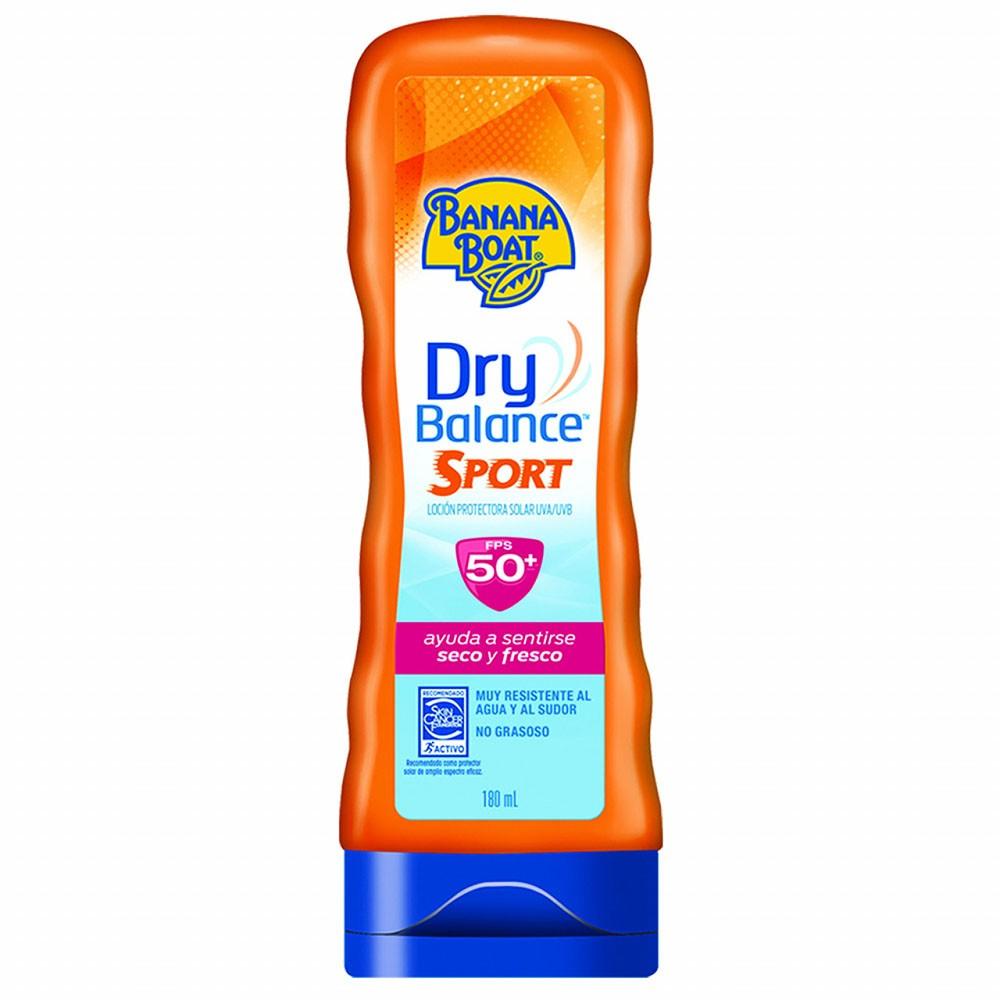 BANANA
BOAT®
Dry
Balance™
SPORT
LOCIÓN PROTECTORA SOLAR UVA/UVB
FPS
50+
ayuda a sentirse
seco y fresco
RECOMENDADO
SKIN
CANCER
FOUNDATION
ACTIVO
Recomendado como protector
solar de amplio espectro eficaz.
MUY RESISTENTE AL
AGUA Y AL SUDOR
NO GRASOSO
180 mL